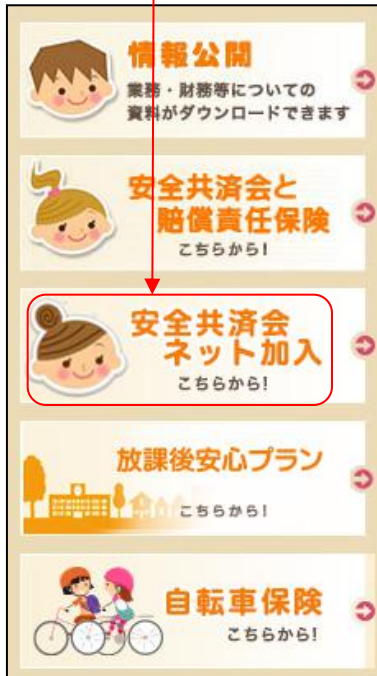 情報公開
業務・財務等についての
資料がダウンロードできます
安全共済会と
賠償責任保険
こちらから!
安全共済会
ネット加入
こちらから!
放課後安心プラン
こちらから!
自転車保険
こちらから!